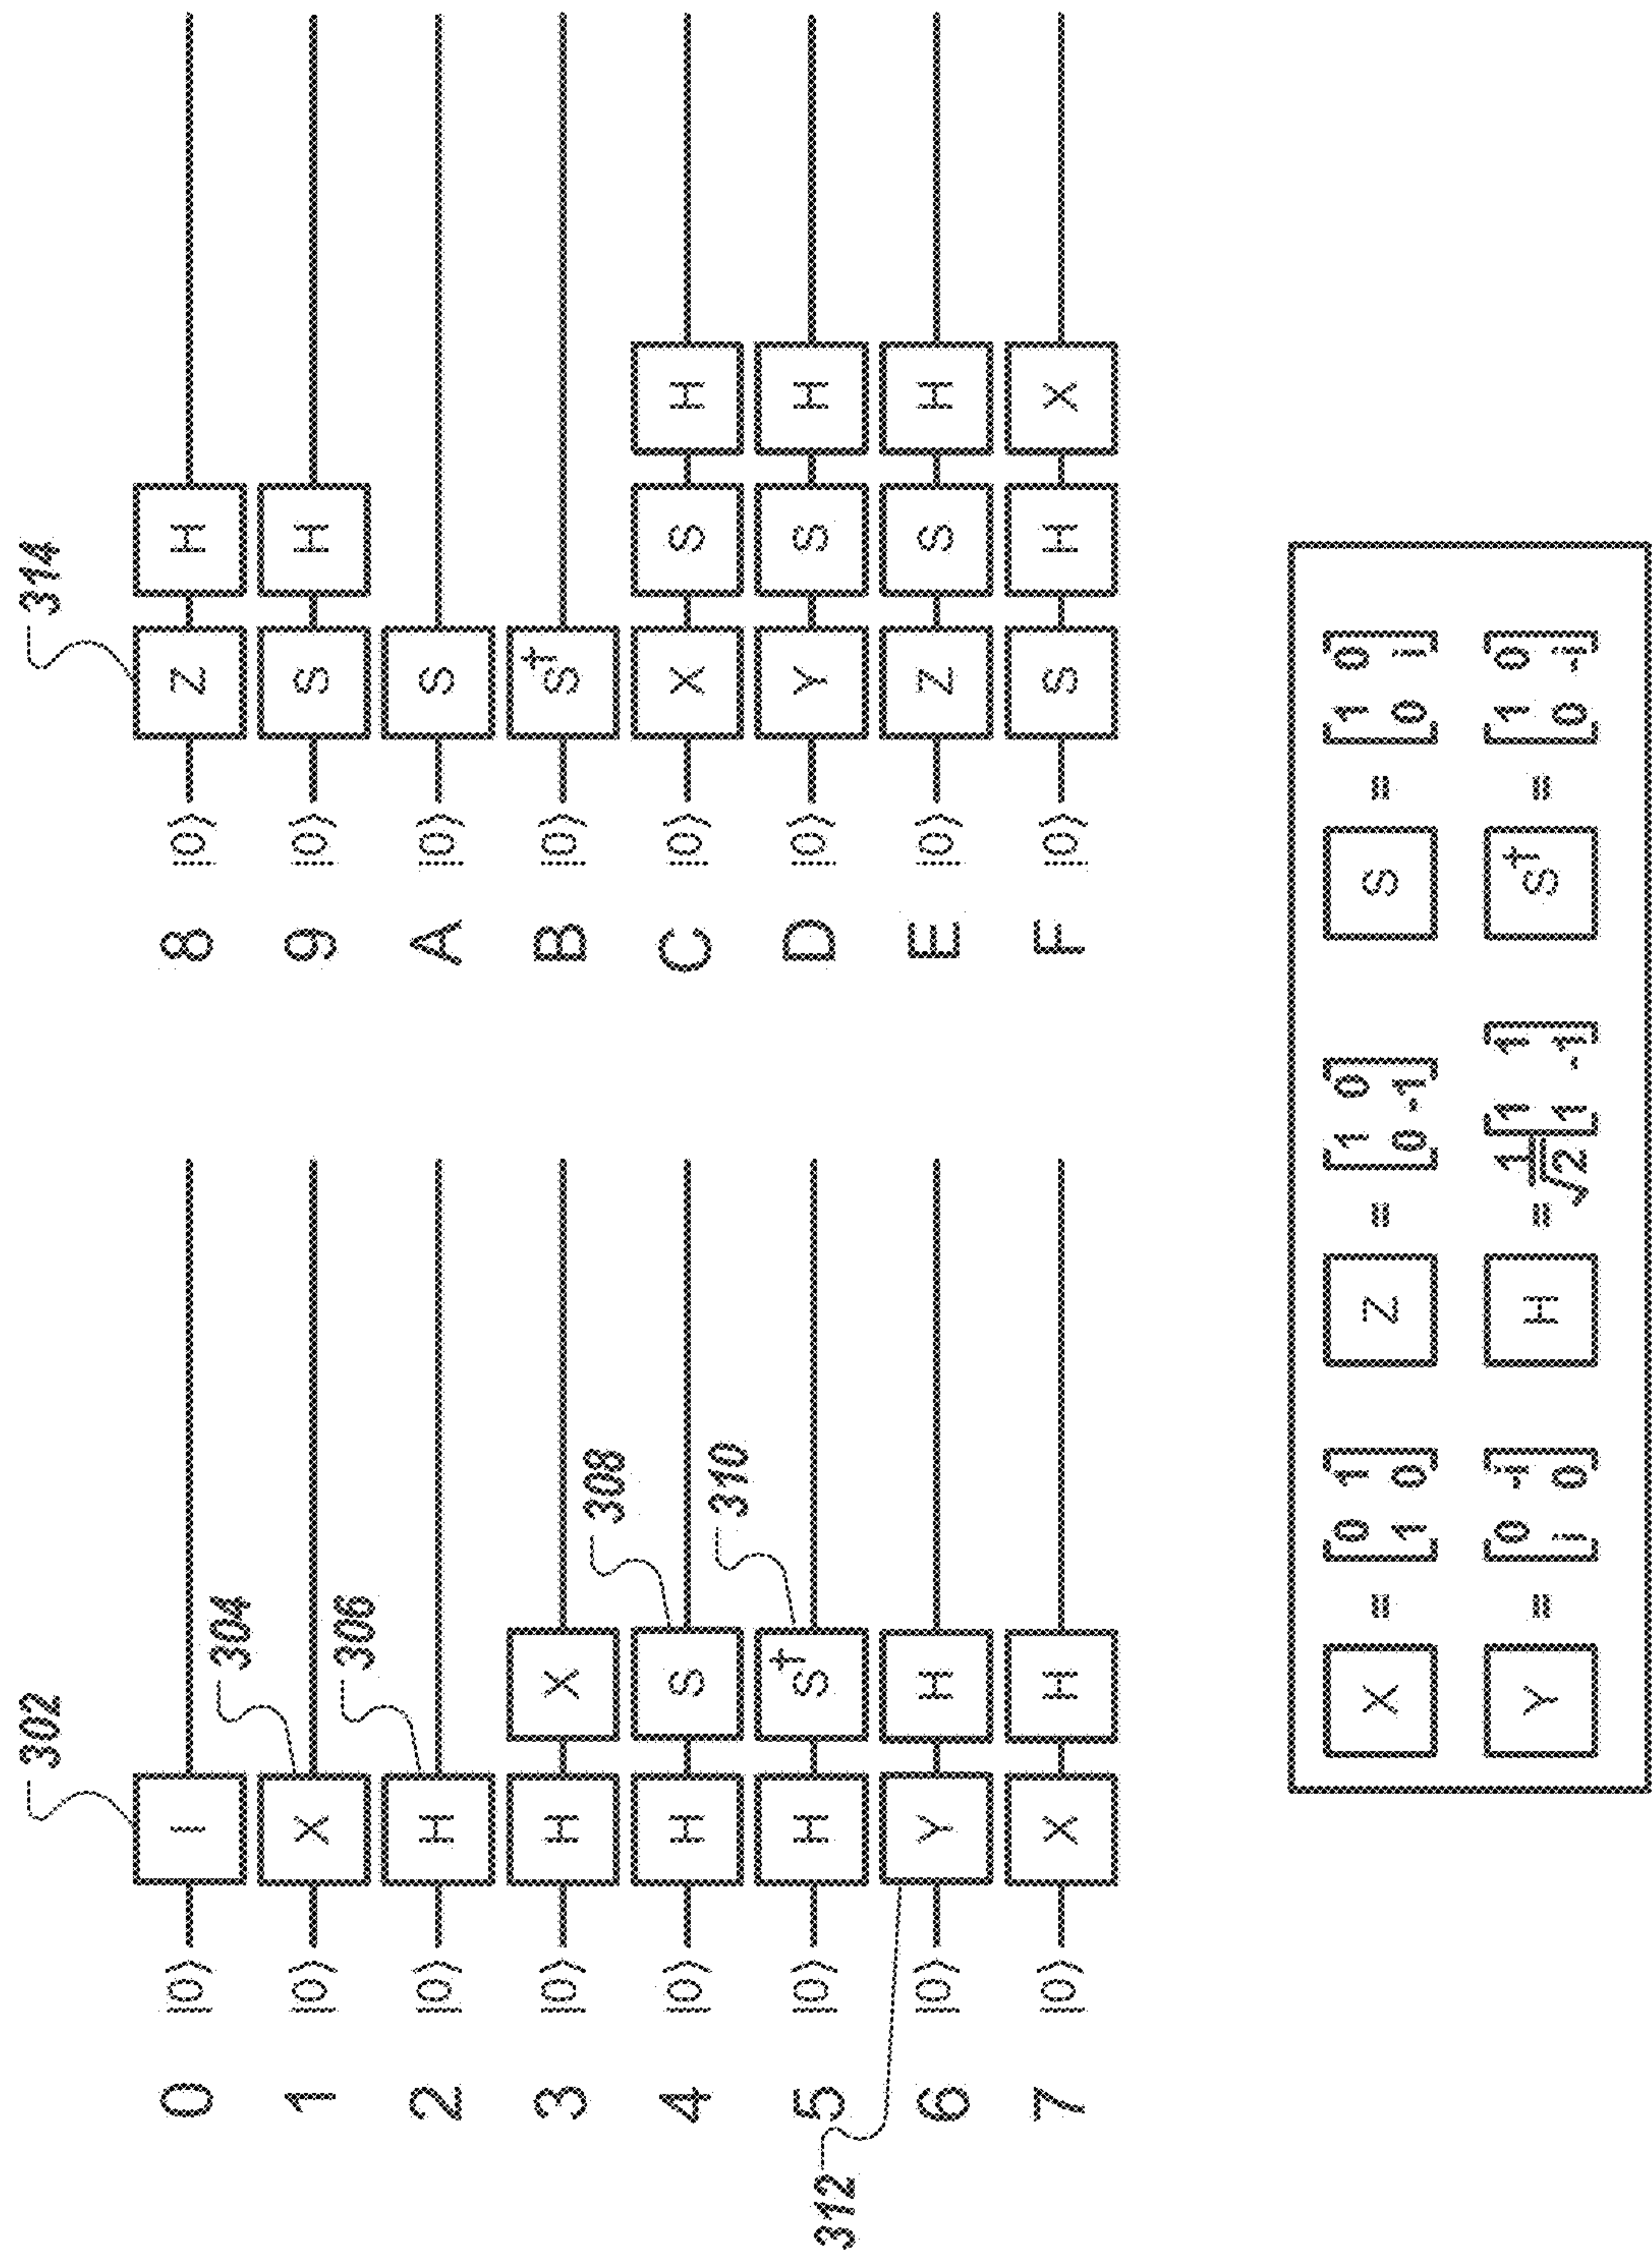 302
0 |0⟩ I
304
1 |0⟩ X
306
2 |0⟩ H
3 |0⟩ H X
308
4 |0⟩ H S
310
5 |0⟩ H S†
312
6 |0⟩ Y H
7 |0⟩ X H
314
8 |0⟩ Z H
9 |0⟩ S H
A |0⟩ S
B |0⟩ S†
C |0⟩ X S H
D |0⟩ Y S H
E |0⟩ Z S H
F |0⟩ S H X
X = [0 1 Z = [1 0 S = [1 0
1 0] 0 -1] 0 i]
Y = [0 -i H = 1/√2 [1 1 S† = [1 0
i 0] 1 -1] 0 -i]